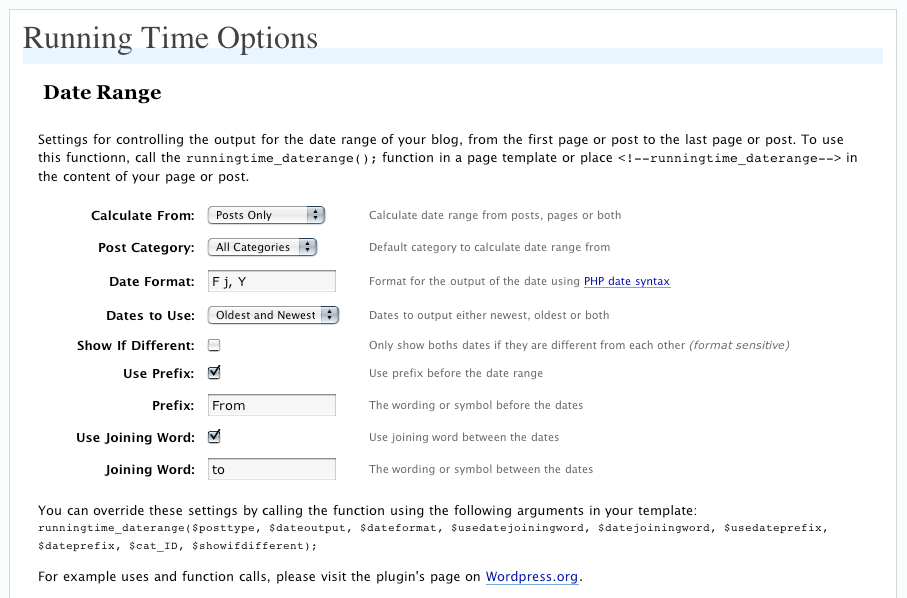 Running Time Options
Date Range
Settings for controlling the output for the date range of your blog, from the first page or post to the last page or post. To use
this functionn, call the runningtime_daterange(); function in a page template or place <!--runningtime_daterange--> in
the content of your page or post.
Calculate From: Posts Only Calculate date range from posts, pages or both
Post Category: All Categories Default category to calculate date range from
Date Format: F j, Y Format for the output of the date using PHP date syntax
Dates to Use: Oldest and Newest Dates to output either newest, oldest or both
Show If Different: Only show boths dates if they are different from each other (format sensitive)
Use Prefix: Use prefix before the date range
Prefix: From The wording or symbol before the dates
Use Joining Word: Use joining word between the dates
Joining Word: to The wording or symbol between the dates
You can override these settings by calling the function using the following arguments in your template:
runningtime_daterange($posttype, $dateoutput, $dateformat, $usedatejoiningword, $datejoiningword, $usedateprefix,
$dateprefix, $cat_ID, $showifdifferent);
For example uses and function calls, please visit the plugin's page on Wordpress.org.